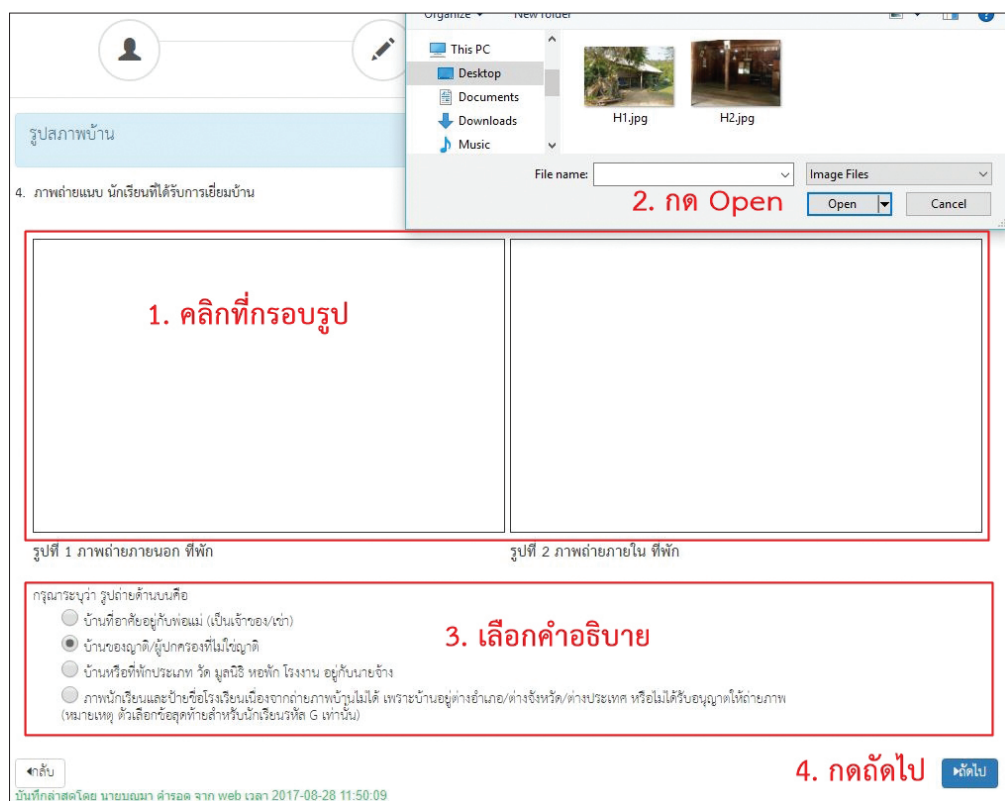 Organize
New folder
This PC
Desktop
Documents
Downloads
Music
H1.jpg
H2.jpg
File name:
Image Files
2. กด Open
Open
Cancel
รูปสภาพบ้าน
4. ภาพถ่ายแนบ นักเรียนที่ได้รับการเยี่ยมบ้าน
1. คลิกที่กรอบรูป
รูปที่ 1 ภาพถ่ายภายนอก ที่พัก
รูปที่ 2 ภาพถ่ายภายใน ที่พัก
กรุณาระบุว่า รูปถ่ายด้านบนคือ
บ้านที่อาศัยอยู่กับพ่อแม่ (เป็นเจ้าของ/เช่า)
บ้านของญาติ/ผู้ปกครองที่ไม่ใช่ญาติ
3. เลือกคำอธิบาย
บ้านหรือที่พักประเภท วัด มูลนิธิ หอพัก โรงงาน อยู่กับนายจ้าง
ภาพนักเรียนและป้ายชื่อโรงเรียนเนื่องจากถ่ายภาพบ้านไม่ได้ เพราะบ้านอยู่ต่างอำเภอ/ต่างจังหวัด/ต่างประเทศ หรือไม่ได้รับอนุญาตให้ถ่ายภาพ
(หมายเหตุ ตัวเลือกข้อสุดท้ายสำหรับนักเรียนรหัส G เท่านั้น)
กลับ
4. กดถัดไป
ถัดไป
บันทึกล่าสุดโดย นายบุญมา คำรอด จาก web เวลา 2017-08-28 11:50:09